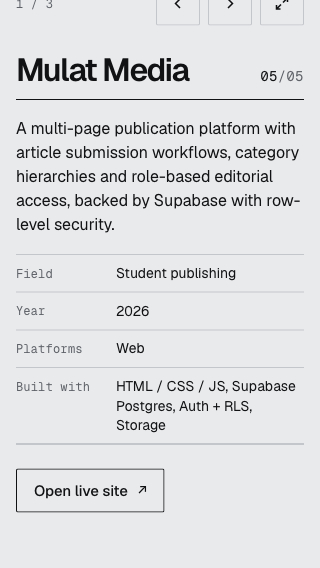 1 / 3
Mulat Media
05/05
A multi-page publication platform with
article submission workflows, category
hierarchies and role-based editorial
access, backed by Supabase with row-
level security.
Field Student publishing
Year 2026
Platforms Web
Built with HTML / CSS / JS, Supabase
Postgres, Auth + RLS,
Storage
Open live site ↗